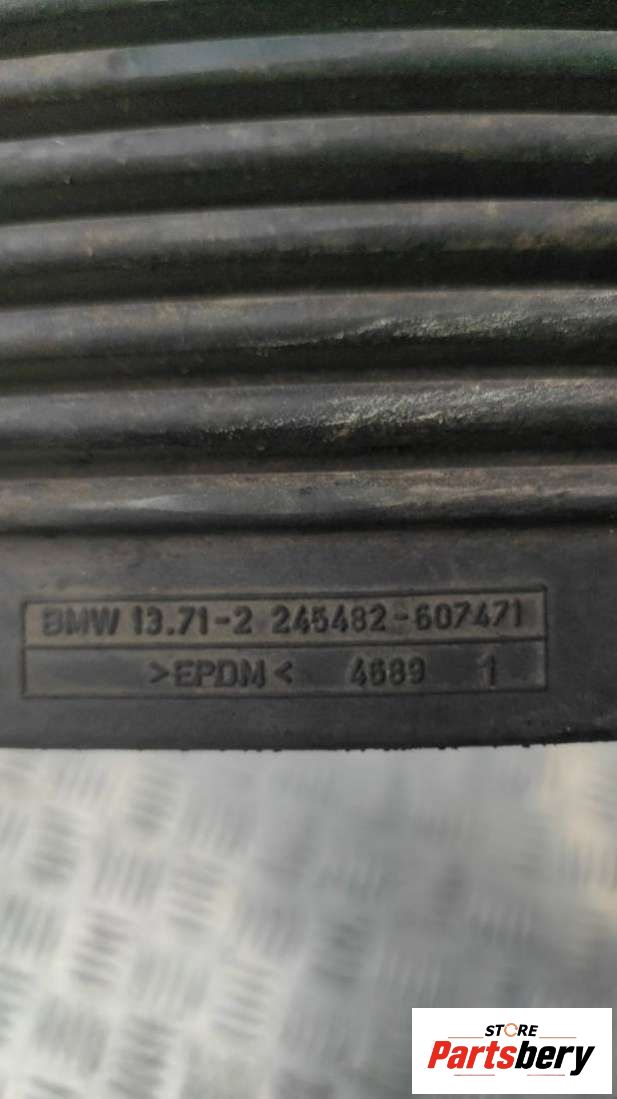 BMW 13.71-2 245482-607471
>EPDM< 4689 1
STORE
Partsbery